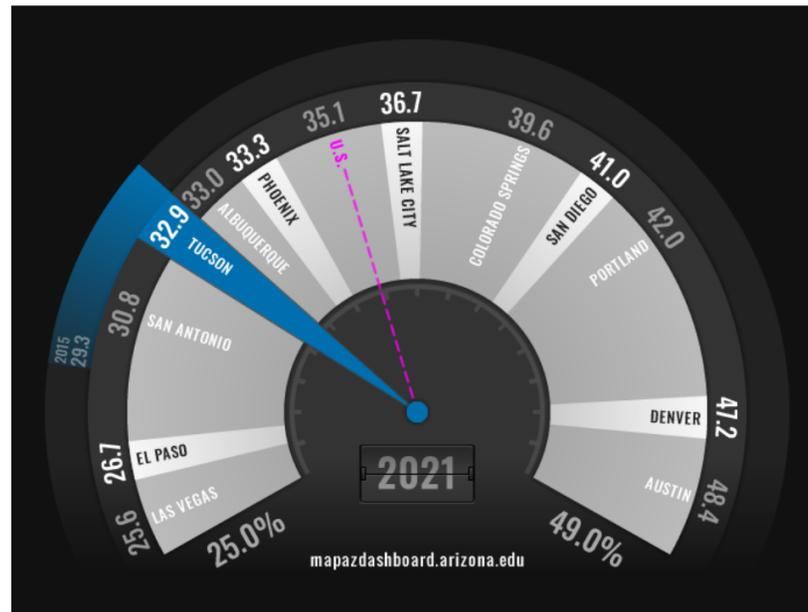 25.0%
25.6
LAS VEGAS
26.7
EL PASO
2015
29.3
30.8
SAN ANTONIO
32.9
TUCSON
33.0
ALBUQUERQUE
33.3
PHOENIX
35.1
U.S.
36.7
SALT LAKE CITY
39.6
COLORADO SPRINGS
41.0
SAN DIEGO
42.0
PORTLAND
47.2
DENVER
48.4
AUSTIN
49.0%
2021
mapazdashboard.arizona.edu